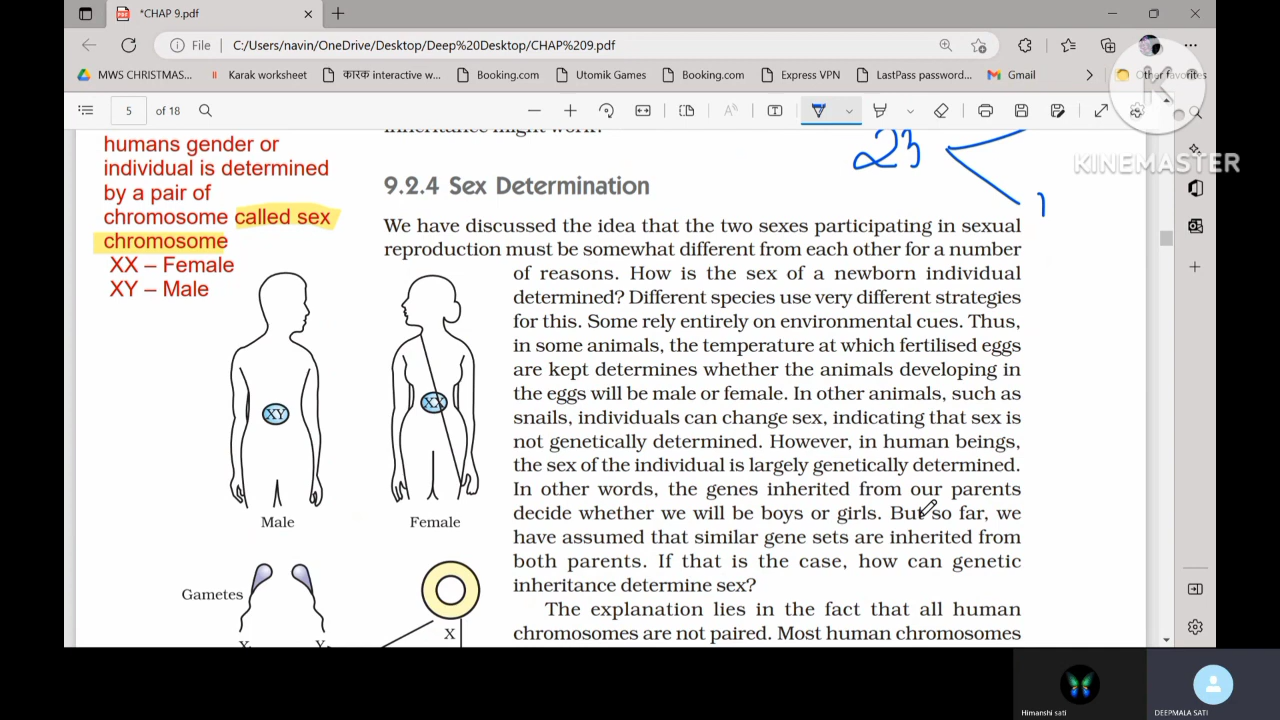 *CHAP 9.pdf
File C:/Users/navin/OneDrive/Desktop/Deep%20Desktop/CHAP%209.pdf
MWS CHRISTMAS... Karak worksheet कारक interactive w... Booking.com Utomik Games Booking.com Express VPN LastPass password... Gmail Other favorites
5 of 18
K
KINEMASTER
humans gender or
individual is determined
by a pair of
chromosome called sex
chromosome
XX – Female
XY – Male
inheritance might work.
23
1
9.2.4 Sex Determination
We have discussed the idea that the two sexes participating in sexual
reproduction must be somewhat different from each other for a number
of reasons. How is the sex of a newborn individual
determined? Different species use very different strategies
for this. Some rely entirely on environmental cues. Thus,
in some animals, the temperature at which fertilised eggs
are kept determines whether the animals developing in
the eggs will be male or female. In other animals, such as
snails, individuals can change sex, indicating that sex is
not genetically determined. However, in human beings,
the sex of the individual is largely genetically determined.
In other words, the genes inherited from our parents
decide whether we will be boys or girls. But so far, we
have assumed that similar gene sets are inherited from
both parents. If that is the case, how can genetic
inheritance determine sex?
The explanation lies in the fact that all human
chromosomes are not paired. Most human chromosomes
XY
XX
Male
Female
Gametes
X
Himanshi sati
DEEPMALA SATI